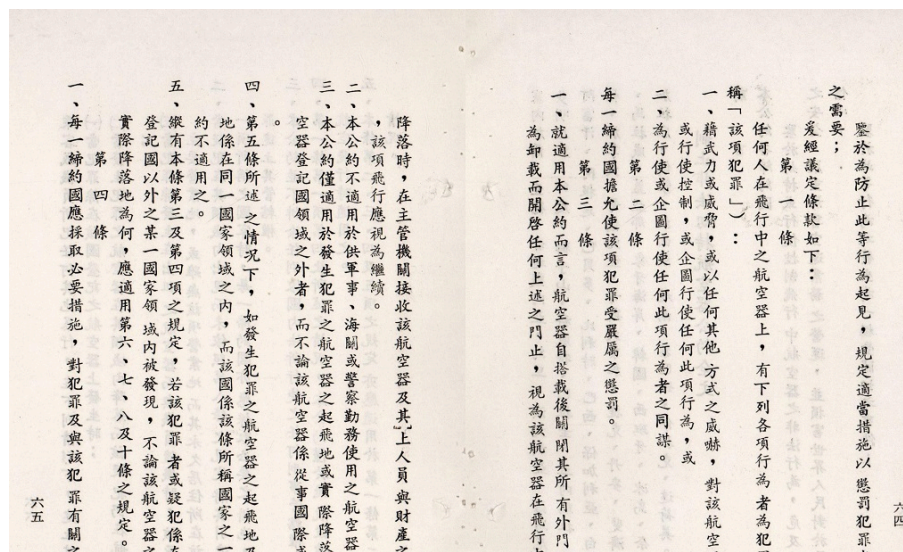 鑒於為防止此等行為起見，規定適當措施以懲罰犯罪
之需要；
爰經議定條款如下：
第一條
任何人在飛行中之航空器上，有下列各項行為者為犯
稱「該項犯罪」）：
一、藉武力或威脅，或以任何其他方式之威嚇，對該航空
或行使控制，或企圖行使任何此項行為，或
二、為行使或企圖行使任何此項行為者之同謀。
第二條
每一締約國擔允使該項犯罪受嚴厲之懲罰。
第三條
一、就適用本公約而言，航空器自搭載後關閉其所有外門
為卸載而開啓任何上述之門止，視為該航空器在飛行
六四
降落時，在主管機關接收該航空器及其上人員與財產之
，該項飛行應視為繼續。
二、本公約不適用於供軍事、海關或警察勤務使用之航空器
三、本公約僅適用於發生犯罪之航空器之起飛地或實際降落
空器登記國領域之外者，而不論該航空器係從事國際或
。
四、第五條所述之情況下，如發生犯罪之航空器之起飛地及
地係在同一國家領域之內，而該國係該條所稱國家之一
約不適用之。
五、縱有本條第三及第四項之規定，若該犯罪者或疑犯係在
登記國以外之某一國家領域內被發現，不論該航空器之
實際降落地為何，應適用第六、七、八及十條之規定。
第四條
一、每一締約國應採取必要措施，對犯罪及與該犯罪有關之
六五